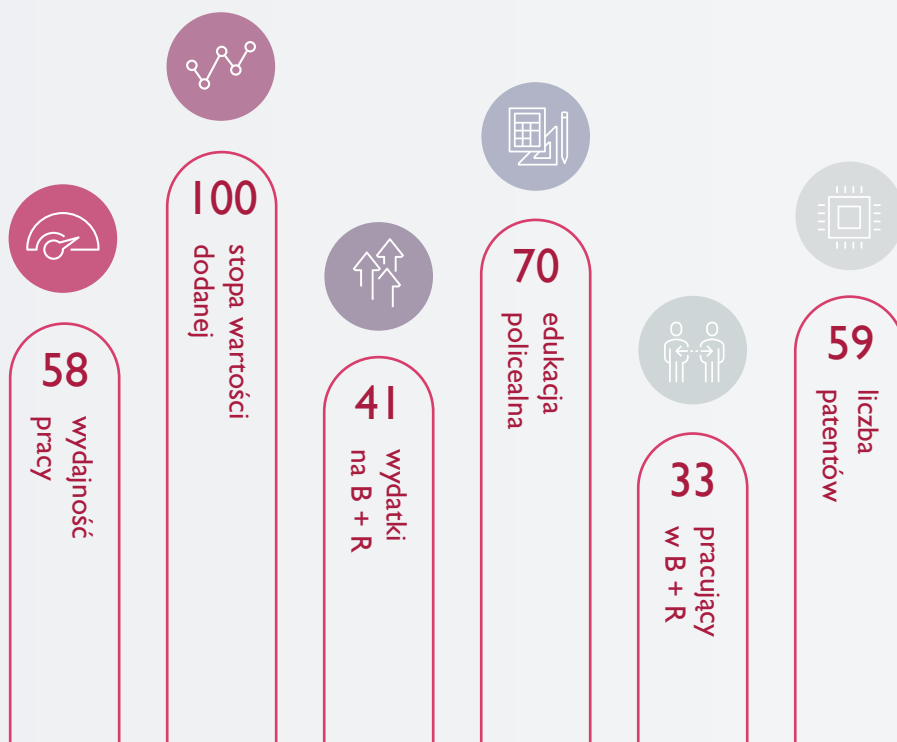 58
wydajność
pracy
100
stopa wartości
dodanej
41
wydatki
na B + R
70
edukacja
policealna
33
pracujący
w B + R
59
liczba
patentów